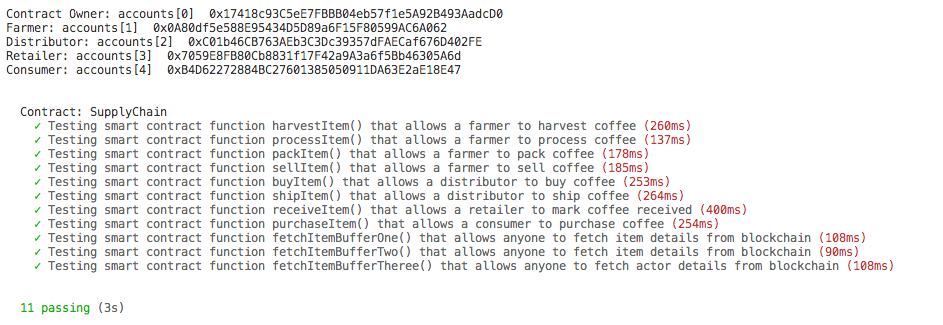 Contract Owner: accounts[0]  0x17418c93C5eE7FBBB04eb57f1e5A92B493AadcD0
Farmer: accounts[1]  0x0A80df5e588E95434D5D89a6F15F80599AC6A062
Distributor: accounts[2]  0xC01b46CB763AEb3C3Dc39357dFAECaf676D402FE
Retailer: accounts[3]  0x7059E8FB80Cb8831f17F42a9A3a6f5Bb46305A6d
Consumer: accounts[4]  0xB4D62272884BC27601385050911DA63E2aE18E47
Contract: SupplyChain
✓ Testing smart contract function harvestItem() that allows a farmer to harvest coffee (260ms)
✓ Testing smart contract function processItem() that allows a farmer to process coffee (137ms)
✓ Testing smart contract function packItem() that allows a farmer to pack coffee (178ms)
✓ Testing smart contract function sellItem() that allows a farmer to sell coffee (185ms)
✓ Testing smart contract function buyItem() that allows a distributor to buy coffee (253ms)
✓ Testing smart contract function shipItem() that allows a distributor to ship coffee (264ms)
✓ Testing smart contract function receiveItem() that allows a retailer to mark coffee received (400ms)
✓ Testing smart contract function purchaseItem() that allows a consumer to purchase coffee (254ms)
✓ Testing smart contract function fetchItemBufferOne() that allows anyone to fetch item details from blockchain (108ms)
✓ Testing smart contract function fetchItemBufferTwo() that allows anyone to fetch item details from blockchain (90ms)
✓ Testing smart contract function fetchItemBufferTheree() that allows anyone to fetch actor details from blockchain (108ms)
11 passing (3s)